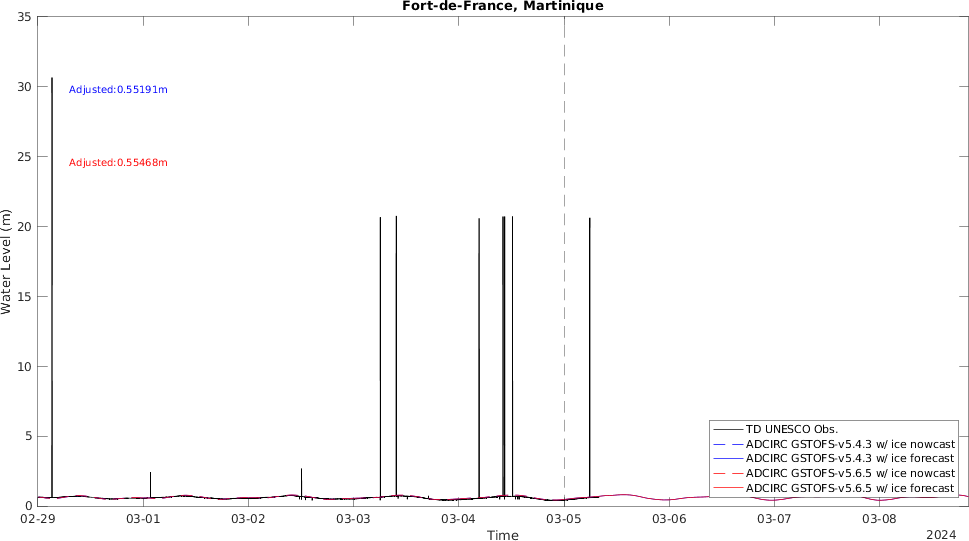 Fort-de-France, Martinique
35
30
25
20
15
10
5
0
Water Level (m)
Adjusted:0.55191m
Adjusted:0.55468m
TD UNESCO Obs.
ADCIRC GSTOFS-v5.4.3 w/ ice nowcast
ADCIRC GSTOFS-v5.4.3 w/ ice forecast
ADCIRC GSTOFS-v5.6.5 w/ ice nowcast
ADCIRC GSTOFS-v5.6.5 w/ ice forecast
02-29 03-01 03-02 03-03 03-04 03-05 03-06 03-07 03-08
Time
2024